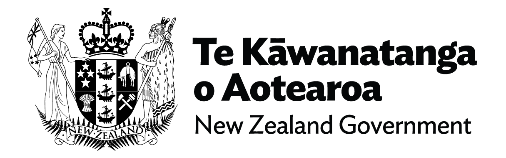 Te Kāwanatanga
o Aotearoa
New Zealand Government
NEW ZEALAND